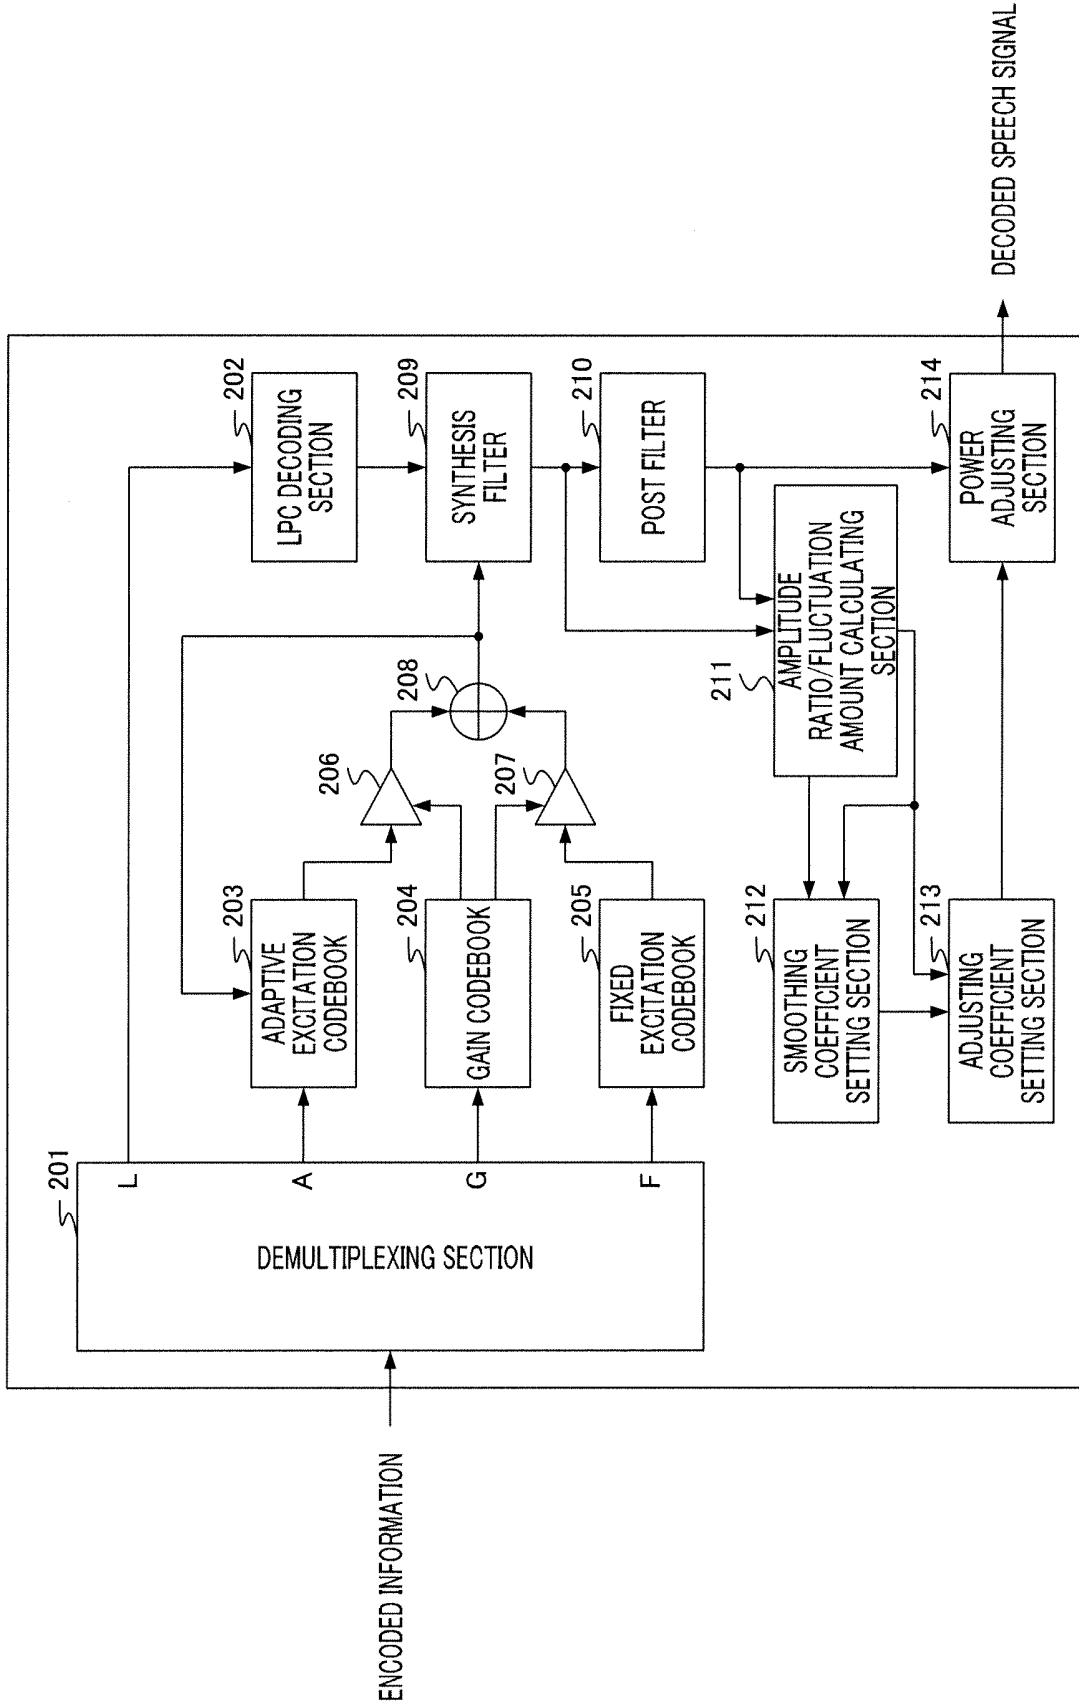 ENCODED INFORMATION
201
DEMULTIPLEXING SECTION
L
A
G
F
203
ADAPTIVE
EXCITATION
CODEBOOK
204
GAIN CODEBOOK
205
FIXED
EXCITATION
CODEBOOK
206
207
208
202
LPC DECODING
SECTION
209
SYNTHESIS
FILTER
210
POST FILTER
211
AMPLITUDE
RATIO/FLUCTUATION
AMOUNT CALCULATING
SECTION
212
SMOOTHING
COEFFICIENT
SETTING SECTION
213
ADJUSTING
COEFFICIENT
SETTING SECTION
214
POWER
ADJUSTING
SECTION
DECODED SPEECH SIGNAL